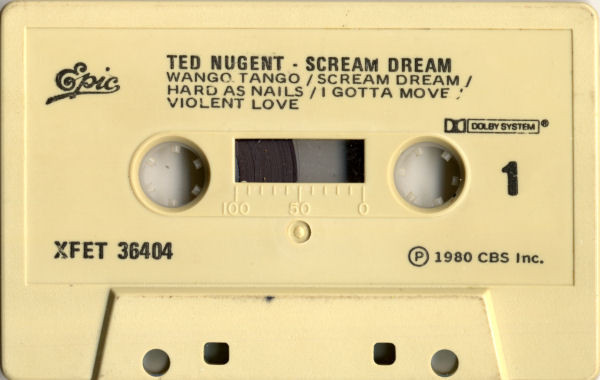 Epic
TED NUGENT - SCREAM DREAM
WANGO TANGO / SCREAM DREAM /
HARD AS NAILS / I GOTTA MOVE /
VIOLENT LOVE
DOLBY SYSTEM ®
1
100 50 0
XFET 36404
Ⓟ 1980 CBS Inc.